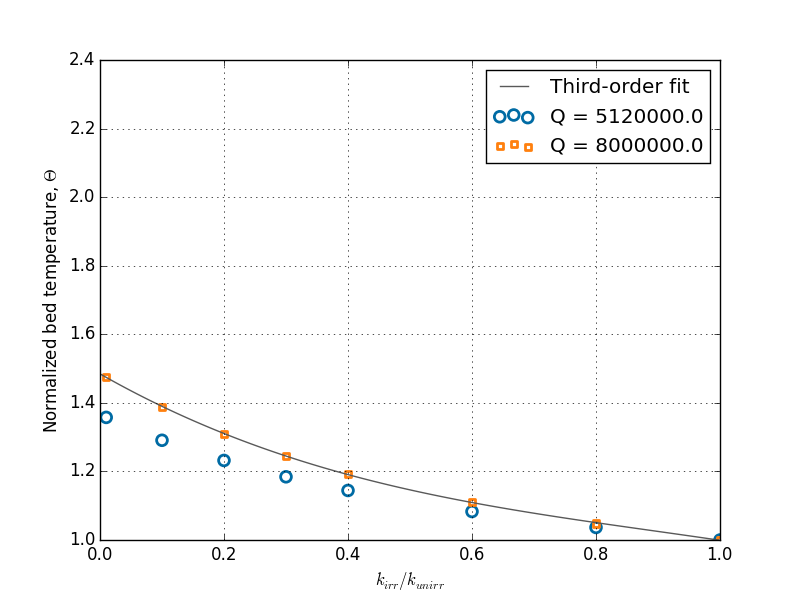 2.4
2.2
2.0
1.8
1.6
1.4
1.2
1.0
Normalized bed temperature, Θ
Third-order fit
Q = 5120000.0
Q = 8000000.0
0.0 0.2 0.4 0.6 0.8 1.0
k_irr/k_unirr